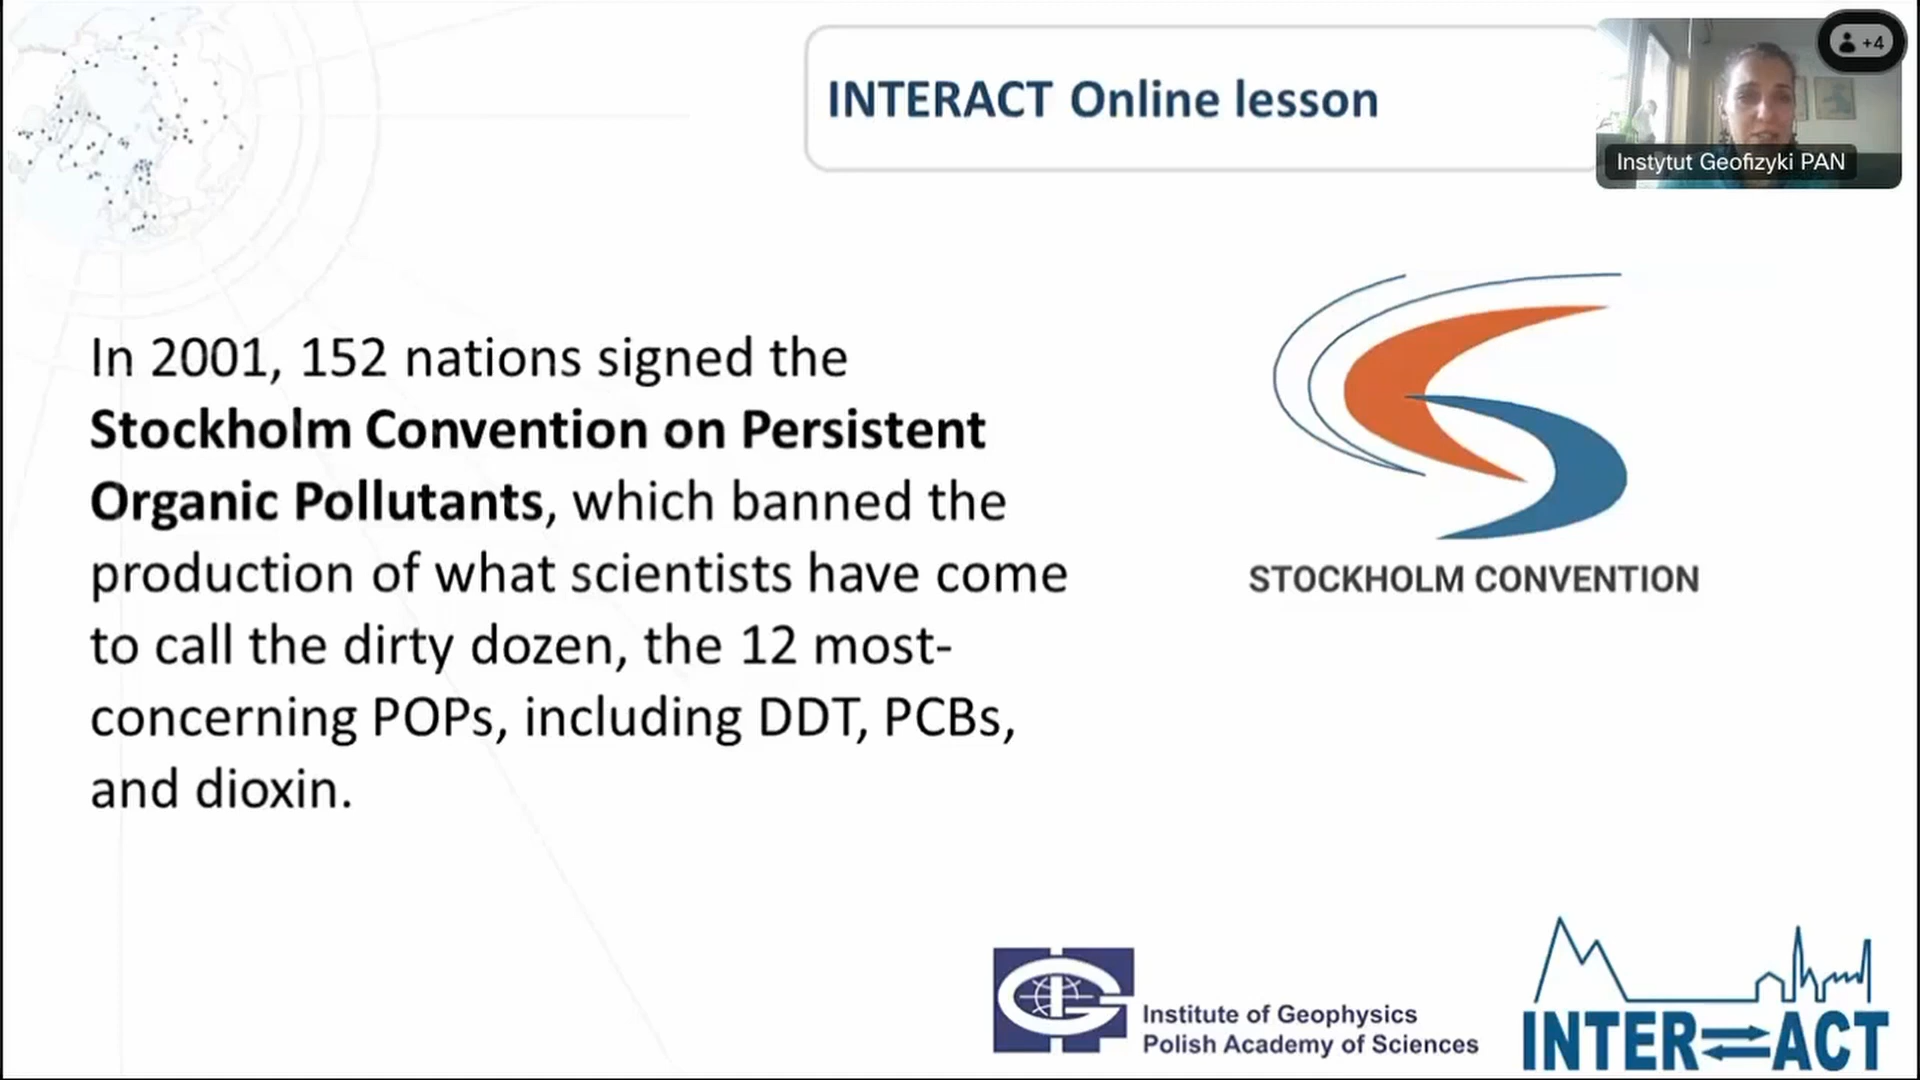 INTERACT Online lesson
+4
Instytut Geofizyki PAN
In 2001, 152 nations signed the
Stockholm Convention on Persistent
Organic Pollutants, which banned the
production of what scientists have come
to call the dirty dozen, the 12 most-
concerning POPs, including DDT, PCBs,
and dioxin.
STOCKHOLM CONVENTION
Institute of Geophysics
Polish Academy of Sciences
INTERACT